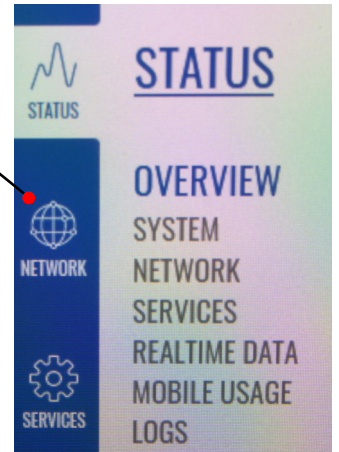 STATUS
STATUS
OVERVIEW
SYSTEM
NETWORK
NETWORK
SERVICES
REALTIME DATA
MOBILE USAGE
SERVICES
LOGS